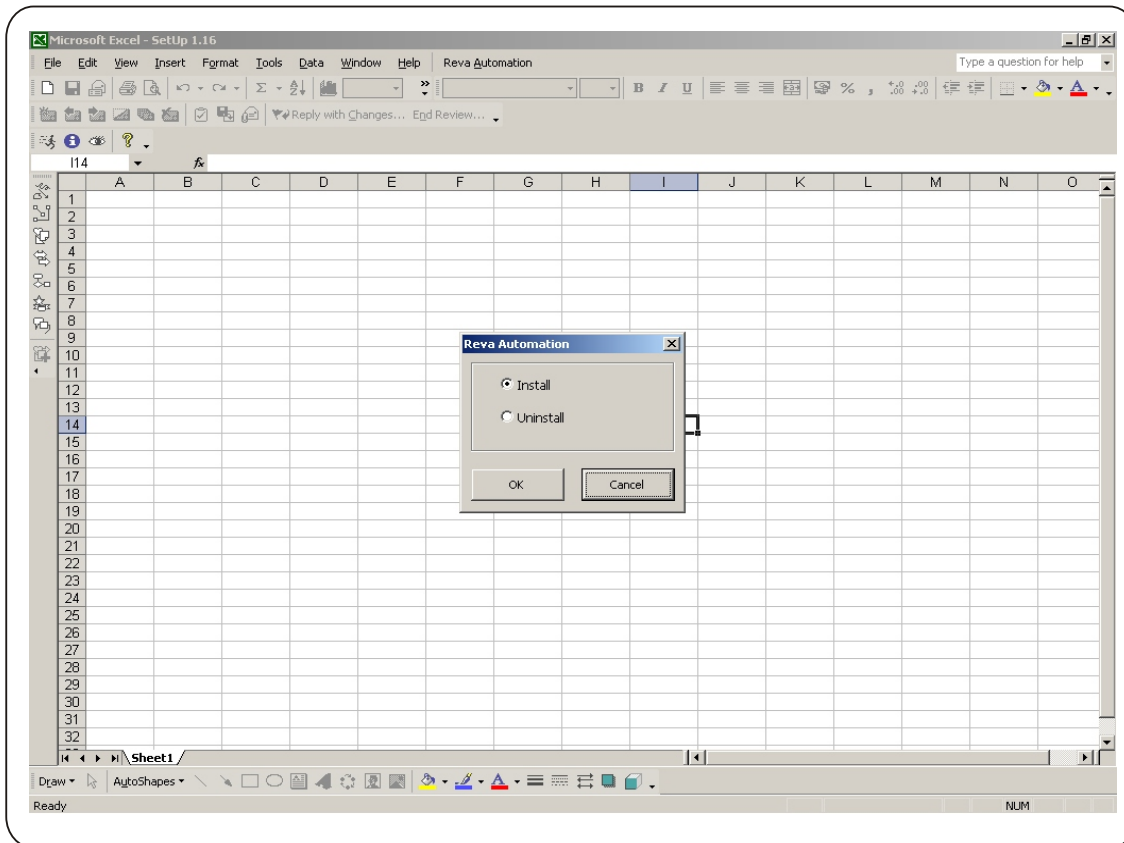 Microsoft Excel - SetUp 1.16
File Edit View Insert Format Tools Data Window Help Reva Automation Type a question for help
Σ B I U % ,
Reply with Changes... End Review...
I14 fx
A B C D E F G H I J K L M N O
1
2
3
4
5
6
7
8
9
10
11
12
13
14
15
16
17
18
19
20
21
22
23
24
25
26
27
28
29
30
31
32
Reva Automation
Install
Uninstall
OK Cancel
Sheet1
Draw AutoShapes A
Ready NUM